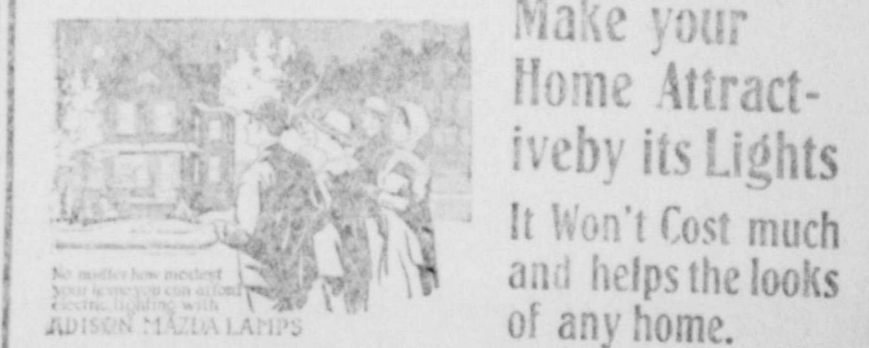 Make your
Home Attract-
iveby its Lights
It Won't Cost much
and helps the looks
of any home.
No matter how modest
your home you can afford
electric lighting with
EDISON MAZDA LAMPS